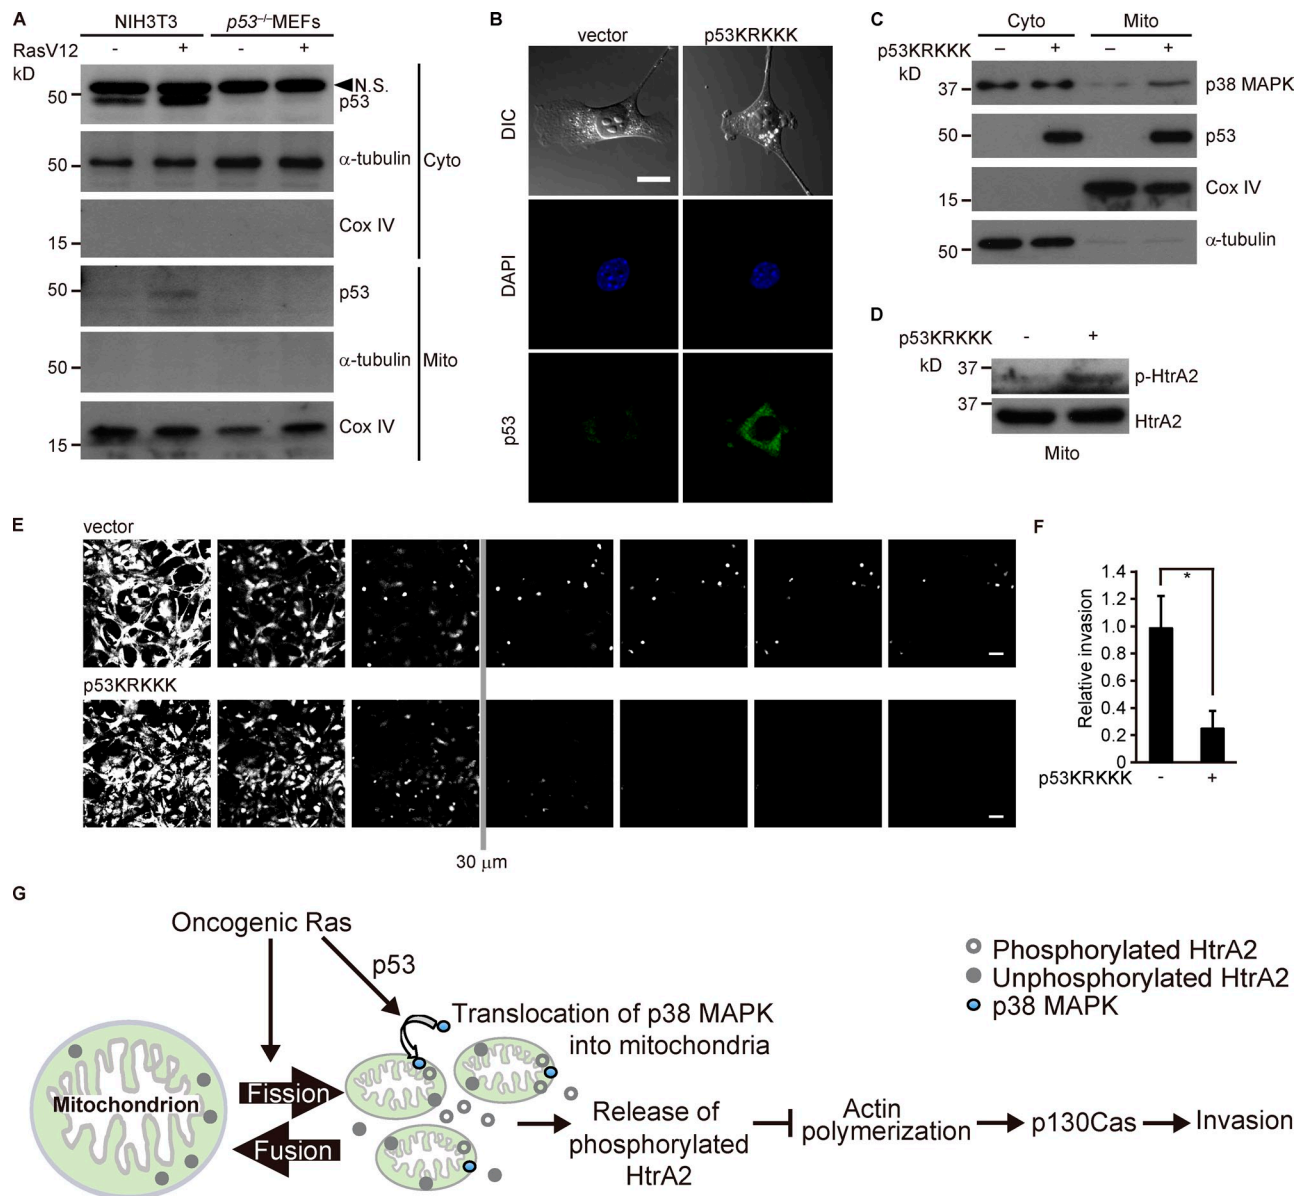 A
NIH3T3 p53–/–MEFs
RasV12 - + - +
kD
N.S.
50 p53
50 α-tubulin
Cyto
Cox IV
15
50 p53
α-tubulin
Mito
50
Cox IV
15
B
vector p53KRKKK
DIC
DAPI
p53
C
Cyto Mito
p53KRKKK – + – +
kD
37 p38 MAPK
50 p53
Cox IV
15
50 α-tubulin
D
p53KRKKK - +
kD
37 p-HtrA2
37
HtrA2
Mito
E
vector
p53KRKKK
30 μm
F
Relative invasion
1.4
1.2
1.0
0.8
0.6
0.4
0.2
0
*
p53KRKKK - +
G
Oncogenic Ras
p53
Translocation of p38 MAPK
into mitochondria
Phosphorylated HtrA2
Unphosphorylated HtrA2
p38 MAPK
Mitochondrion
Fission
Fusion
Release of
phosphorylated
HtrA2
Actin
polymerization
p130Cas
Invasion